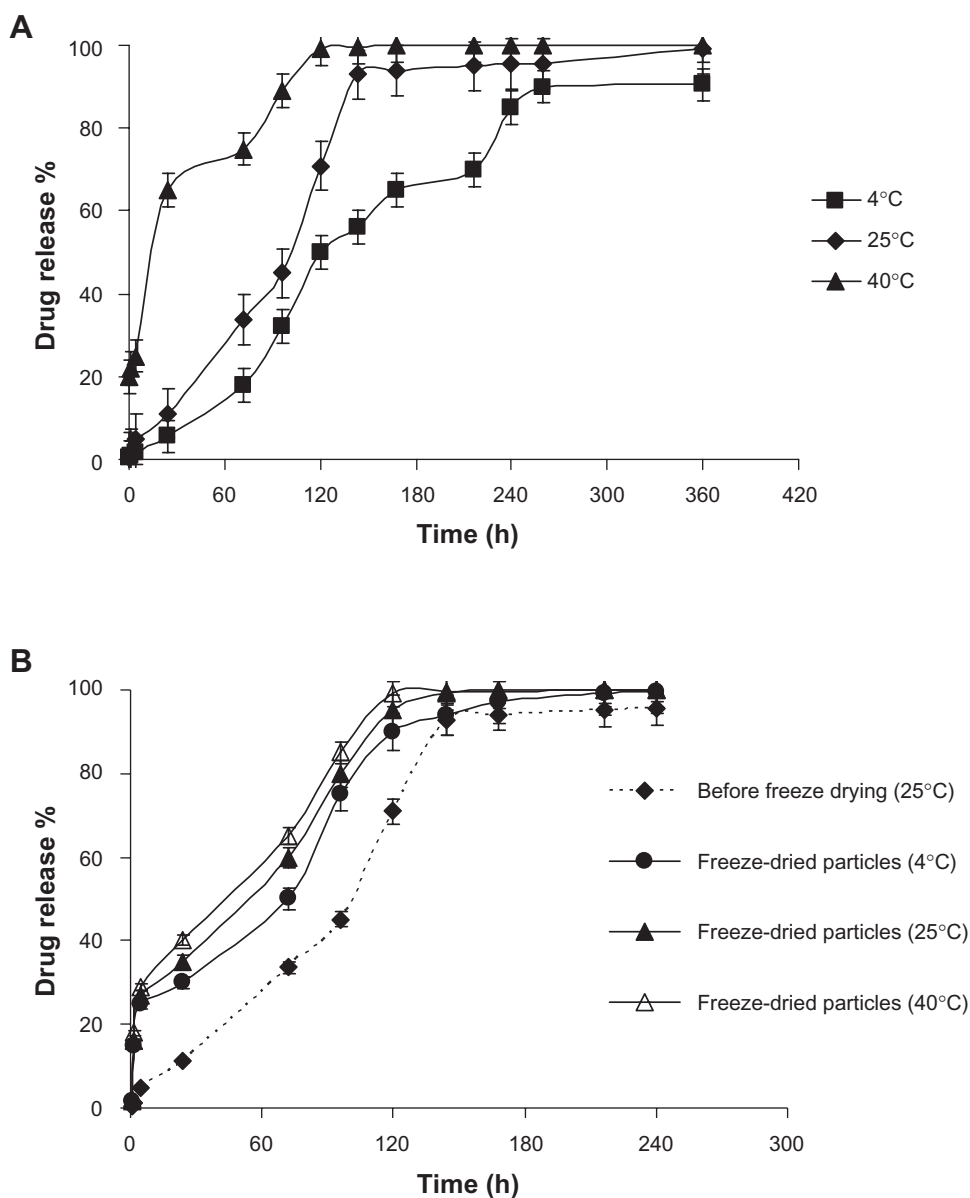 A
100
80
60
40
20
0
Drug release %
0 60 120 180 240 300 360 420
Time (h)
4°C
25°C
40°C
B
100
80
60
40
20
0
Drug release %
0 60 120 180 240 300
Time (h)
Before freeze drying (25°C)
Freeze-dried particles (4°C)
Freeze-dried particles (25°C)
Freeze-dried particles (40°C)